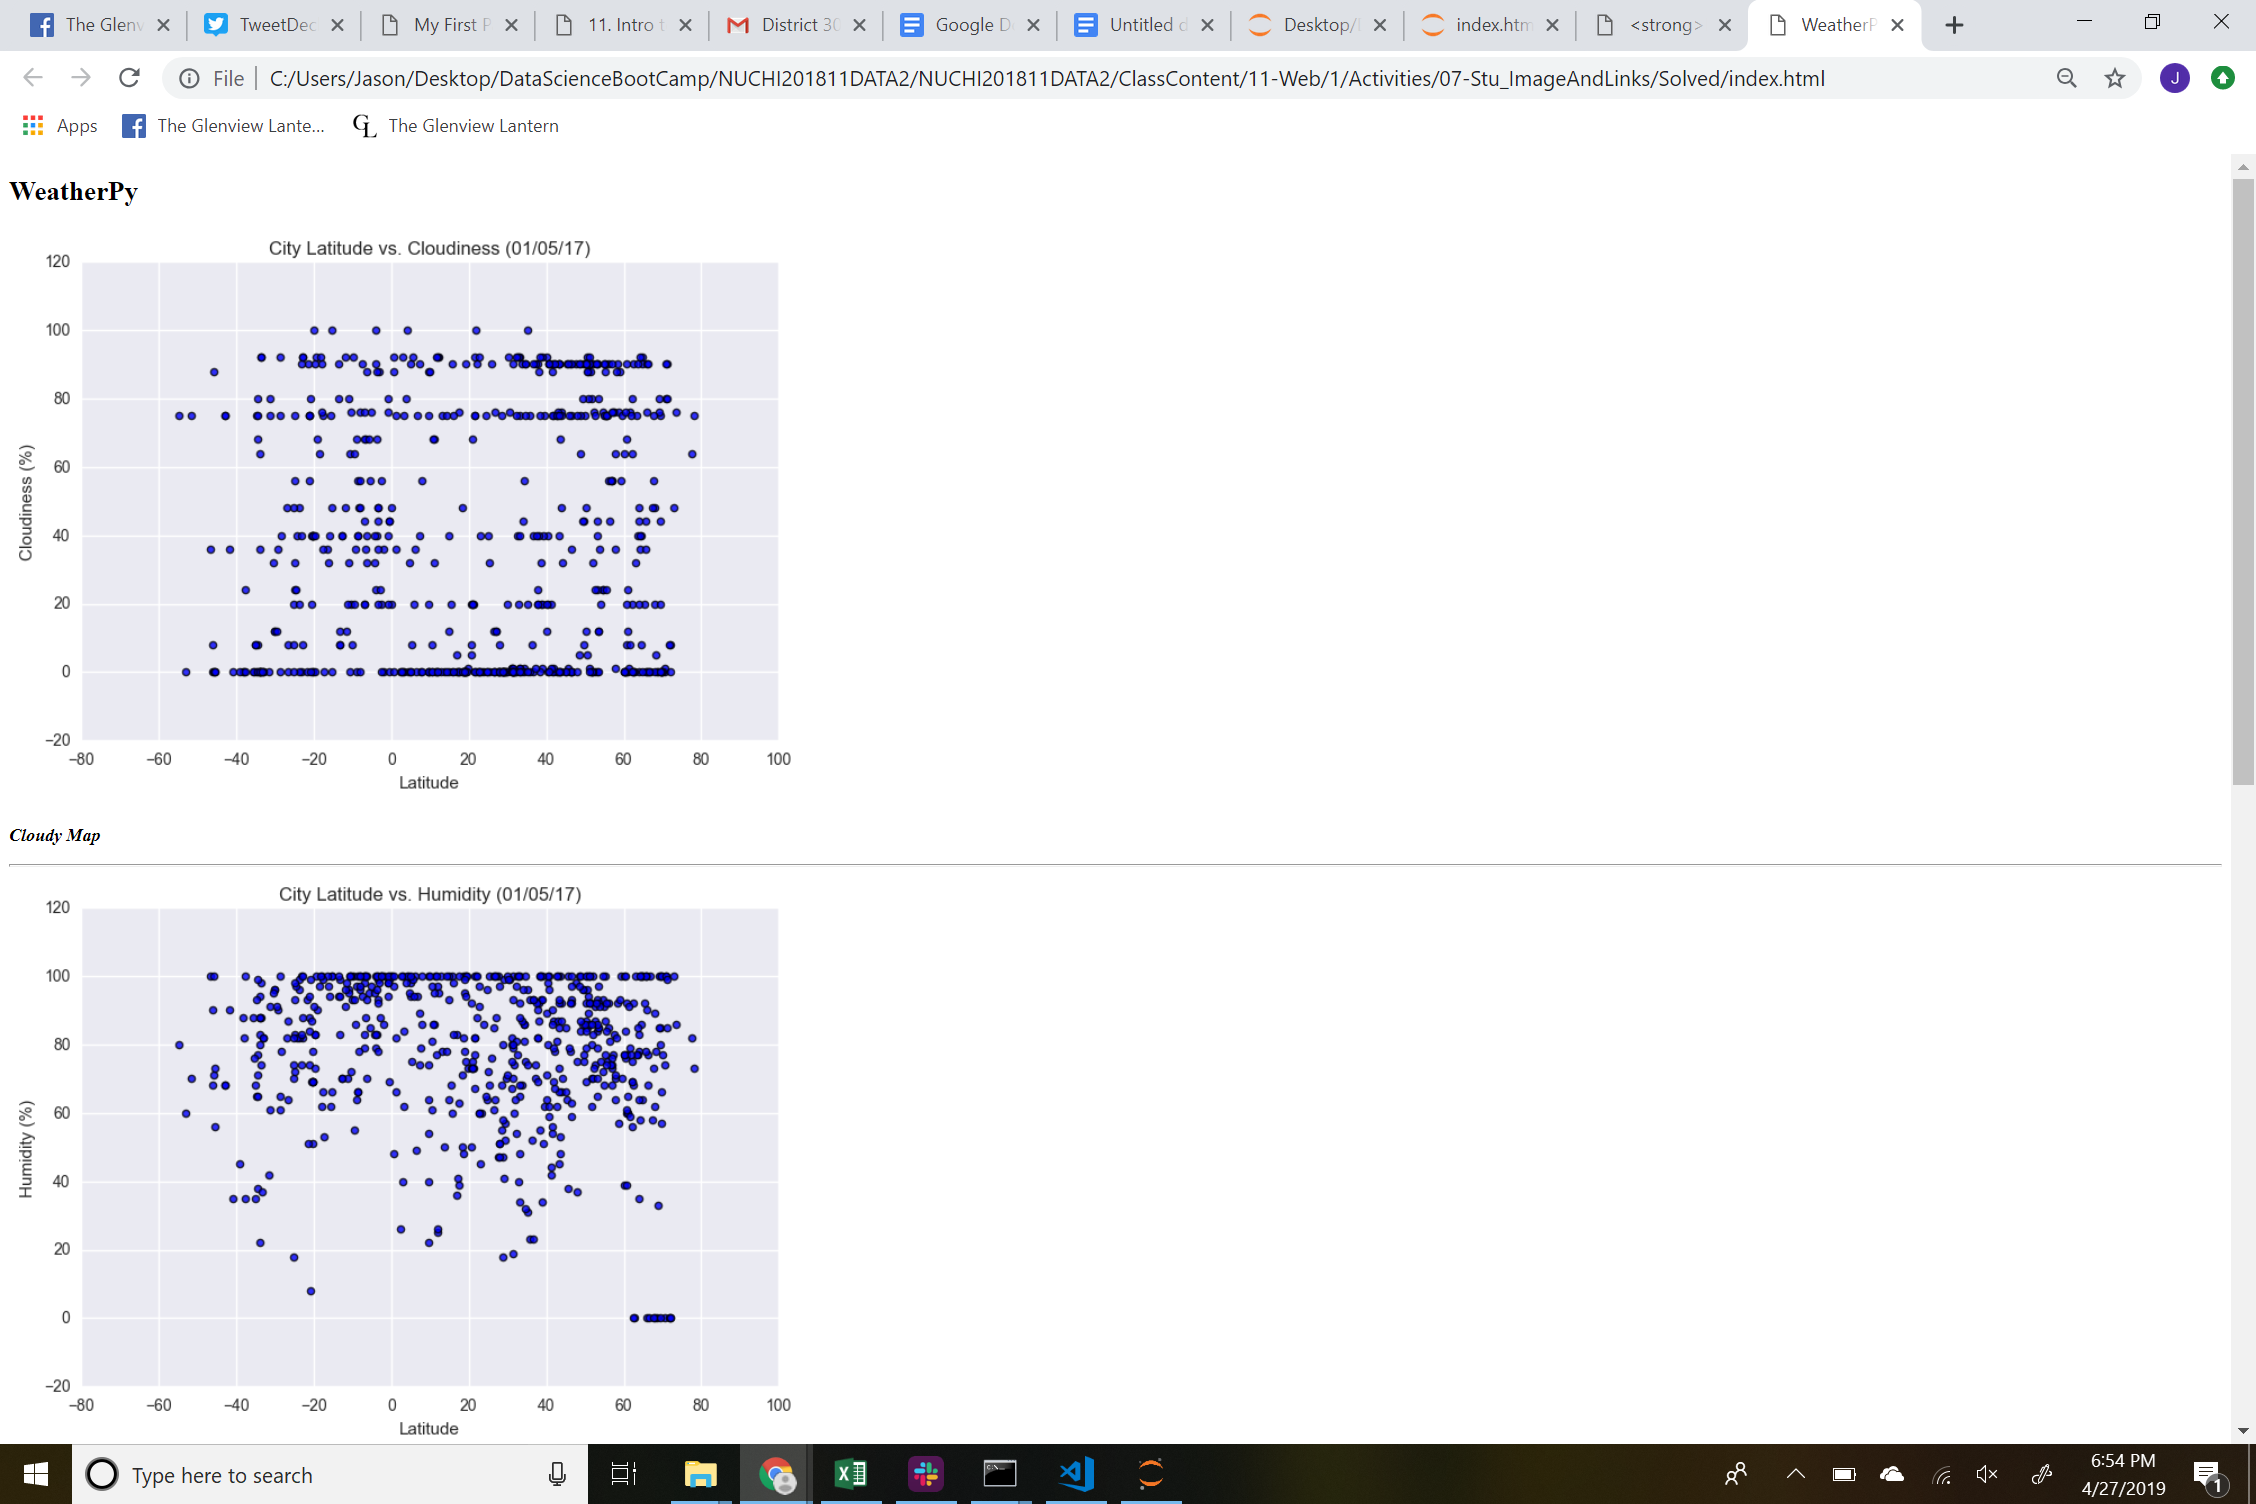 The Glenv
TweetDec
My First P
11. Intro t
District 30
Google D
Untitled d
Desktop/
index.htm
<strong>
WeatherP
File
C:/Users/Jason/Desktop/DataScienceBootCamp/NUCHI201811DATA2/NUCHI201811DATA2/ClassContent/11-Web/1/Activities/07-Stu_ImageAndLinks/Solved/index.html
J
Apps
The Glenview Lante...
GL The Glenview Lantern
WeatherPy
City Latitude vs. Cloudiness (01/05/17)
120
100
80
60
40
20
0
−20
Cloudiness (%)
−80 −60 −40 −20 0 20 40 60 80 100
Latitude
Cloudy Map
City Latitude vs. Humidity (01/05/17)
120
100
80
60
40
20
0
−20
Humidity (%)
−80 −60 −40 −20 0 20 40 60 80 100
Latitude
Type here to search
6:54 PM
4/27/2019
1